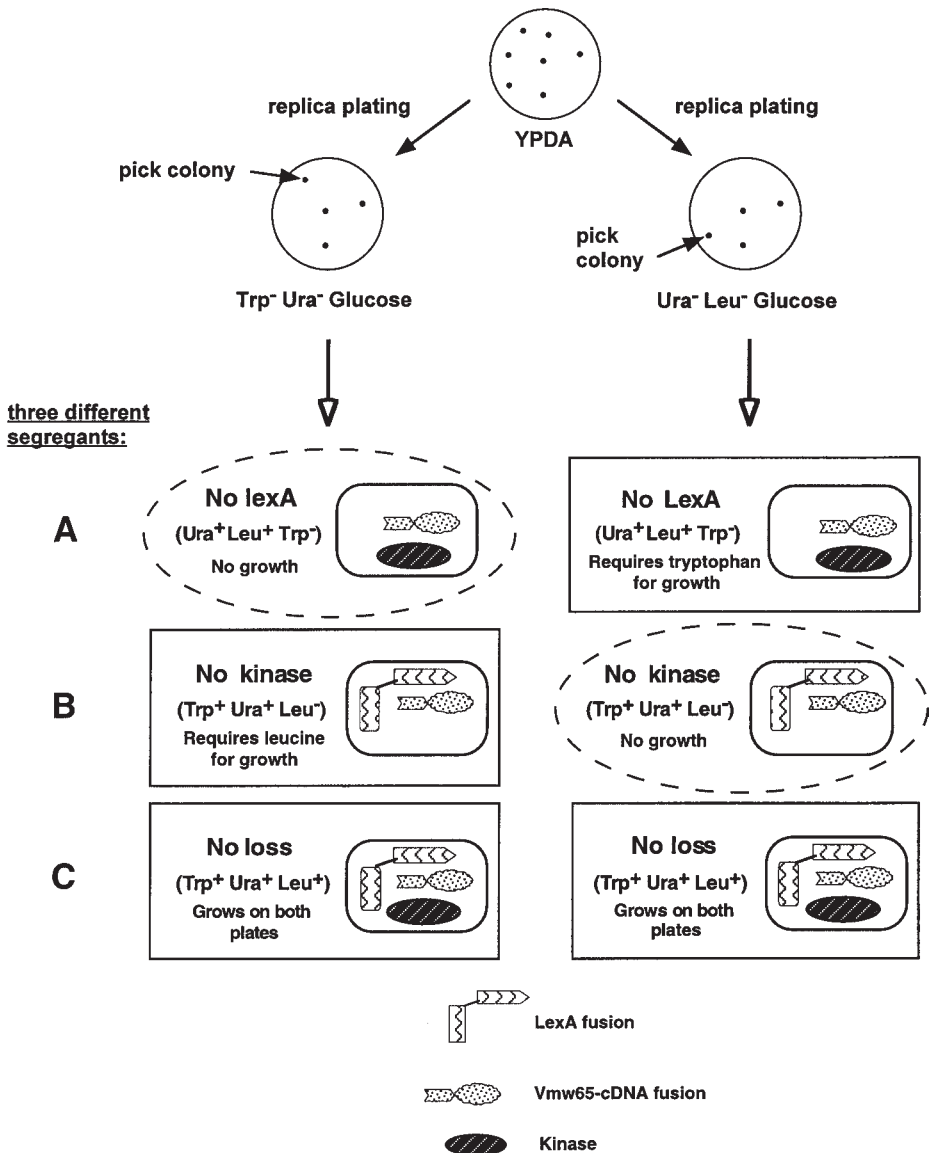 replica plating
replica plating
YPDA
pick colony
pick
colony
Trp⁻ Ura⁻ Glucose
Ura⁻ Leu⁻ Glucose
three different
segregants:
A
No lexA
(Ura⁺Leu⁺ Trp⁻)
No growth
No LexA
(Ura⁺Leu⁺ Trp⁻)
Requires tryptophan
for growth
B
No kinase
(Trp⁺ Ura⁺ Leu⁻)
Requires leucine
for growth
No kinase
(Trp⁺ Ura⁺ Leu⁻)
No growth
C
No loss
(Trp⁺ Ura⁺ Leu⁺)
Grows on both
plates
No loss
(Trp⁺ Ura⁺ Leu⁺)
Grows on both
plates
LexA fusion
Vmw65-cDNA fusion
Kinase